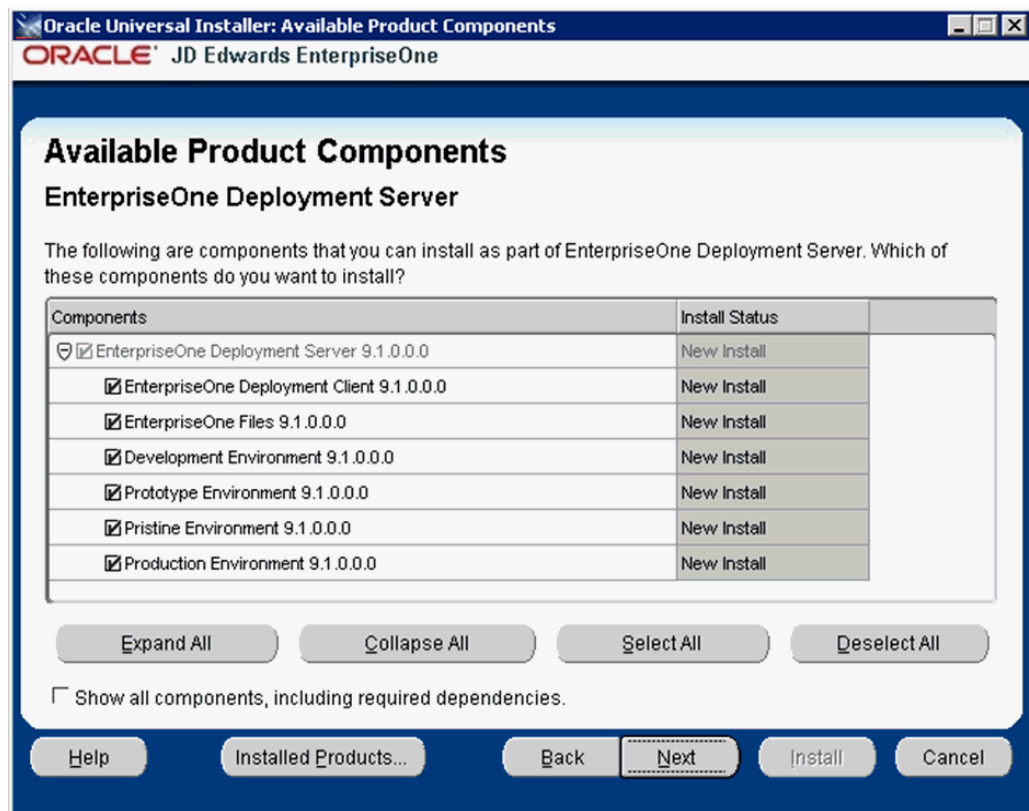 Oracle Universal Installer: Available Product Components
ORACLE JD Edwards EnterpriseOne
Available Product Components
EnterpriseOne Deployment Server
The following are components that you can install as part of EnterpriseOne Deployment Server. Which of
these components do you want to install?
Components Install Status
EnterpriseOne Deployment Server 9.1.0.0.0 New Install
EnterpriseOne Deployment Client 9.1.0.0.0 New Install
EnterpriseOne Files 9.1.0.0.0 New Install
Development Environment 9.1.0.0.0 New Install
Prototype Environment 9.1.0.0.0 New Install
Pristine Environment 9.1.0.0.0 New Install
Production Environment 9.1.0.0.0 New Install
Expand All Collapse All Select All Deselect All
Show all components, including required dependencies.
Help Installed Products... Back Next Install Cancel